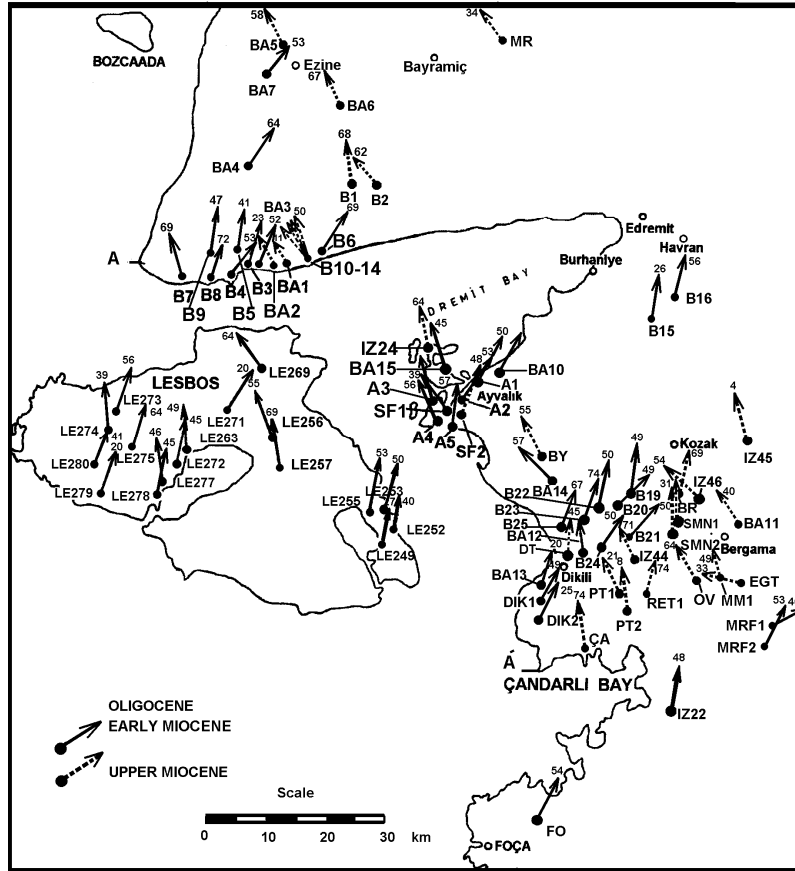 58
34
BOZCAADA
BA5
53
MR
Ezine
Bayramiç
67
BA7
BA6
64
68
62
BA4
B1
B2
69
47
41
BA3
52
50
23
69
72
53
11
B6
Edremit
Havran
A
B10-14
Burhaniye
56
26
B7
B8
B4
B3
BA1
B9
B5
BA2
B16
B15
DREMIT BAY
64
45
64
IZ24
50
LE269
BA15
48
53
BA10
56
LESBOS
20
39
57
A1
39
55
A3
56
Ayvalık
4
LE273
64
49
69
SF1
A2
LE271
LE256
A4
A5
SF2
55
LE274
41
46
45
LE263
57
Kozak
20
45
LE275
BY
IZ45
LE280
LE272
LE257
53
50
BA14
49
54
69
LE279
LE278
LE277
LE253
67
74
50
49
31
IZ46
B22
B19
BR
40
LE255
40
B23
45
B20
50
SMN1
BA11
LE252
B25
50
71
B21
BA12
SMN2
Bergama
LE249
DT
20
B24
IZ44
64
49
Dikili
21
8
74
33
BA13
49
EGT
DIK1
25
74
PT1
RET1
OV
MM1
DIK2
PT2
53
MRF1
MRF2
ÇA
A
ÇANDARLI BAY
48
OLIGOCENE
EARLY MIOCENE
IZ22
UPPER MIOCENE
54
Scale
0 10 20 30 km
FO
FOÇA